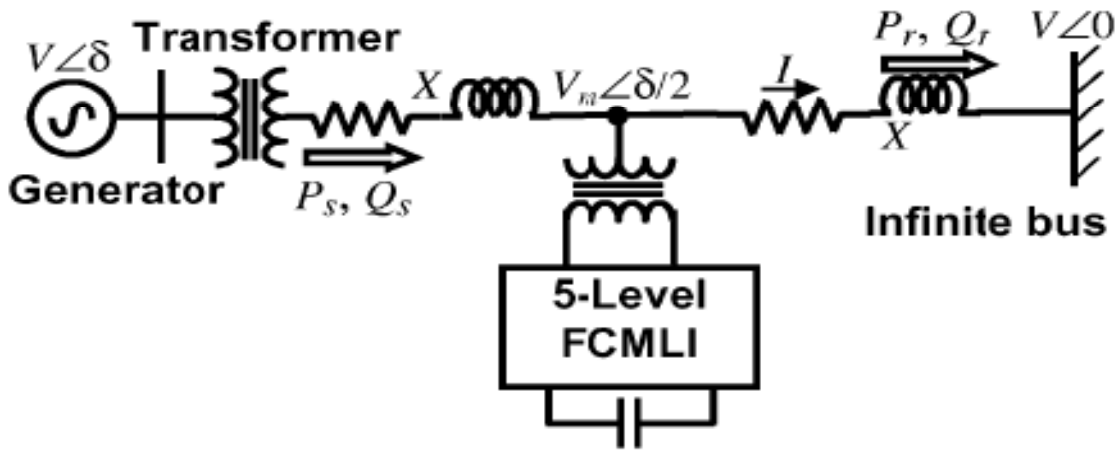 Transformer
V∠δ
Generator
P_s, Q_s
X
V_m∠δ/2
I
P_r, Q_r
X
V∠0
Infinite bus
5-Level
FCMLI